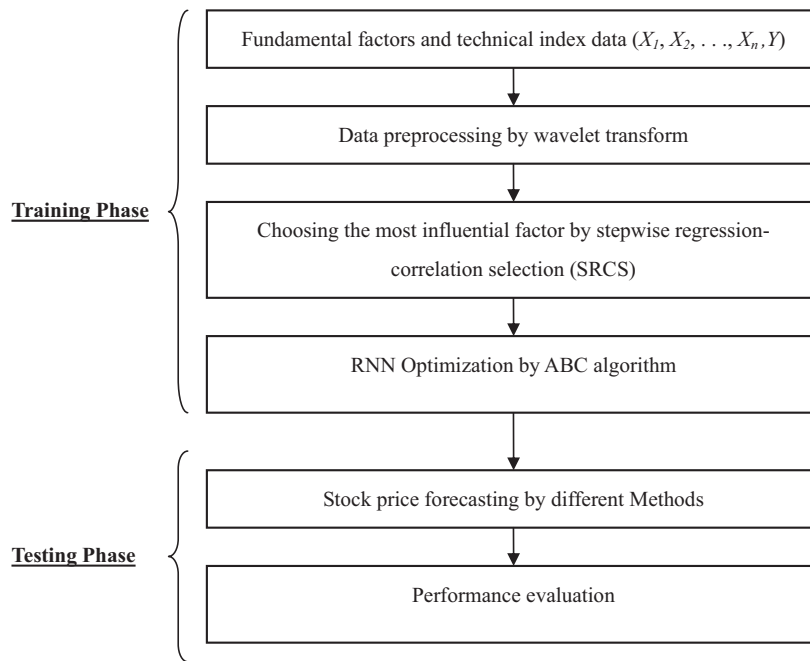 Fundamental factors and technical index data (X1, X2, . . ., Xn,Y)
Data preprocessing by wavelet transform
Training Phase
Choosing the most influential factor by stepwise regression-
correlation selection (SRCS)
RNN Optimization by ABC algorithm
Stock price forecasting by different Methods
Testing Phase
Performance evaluation